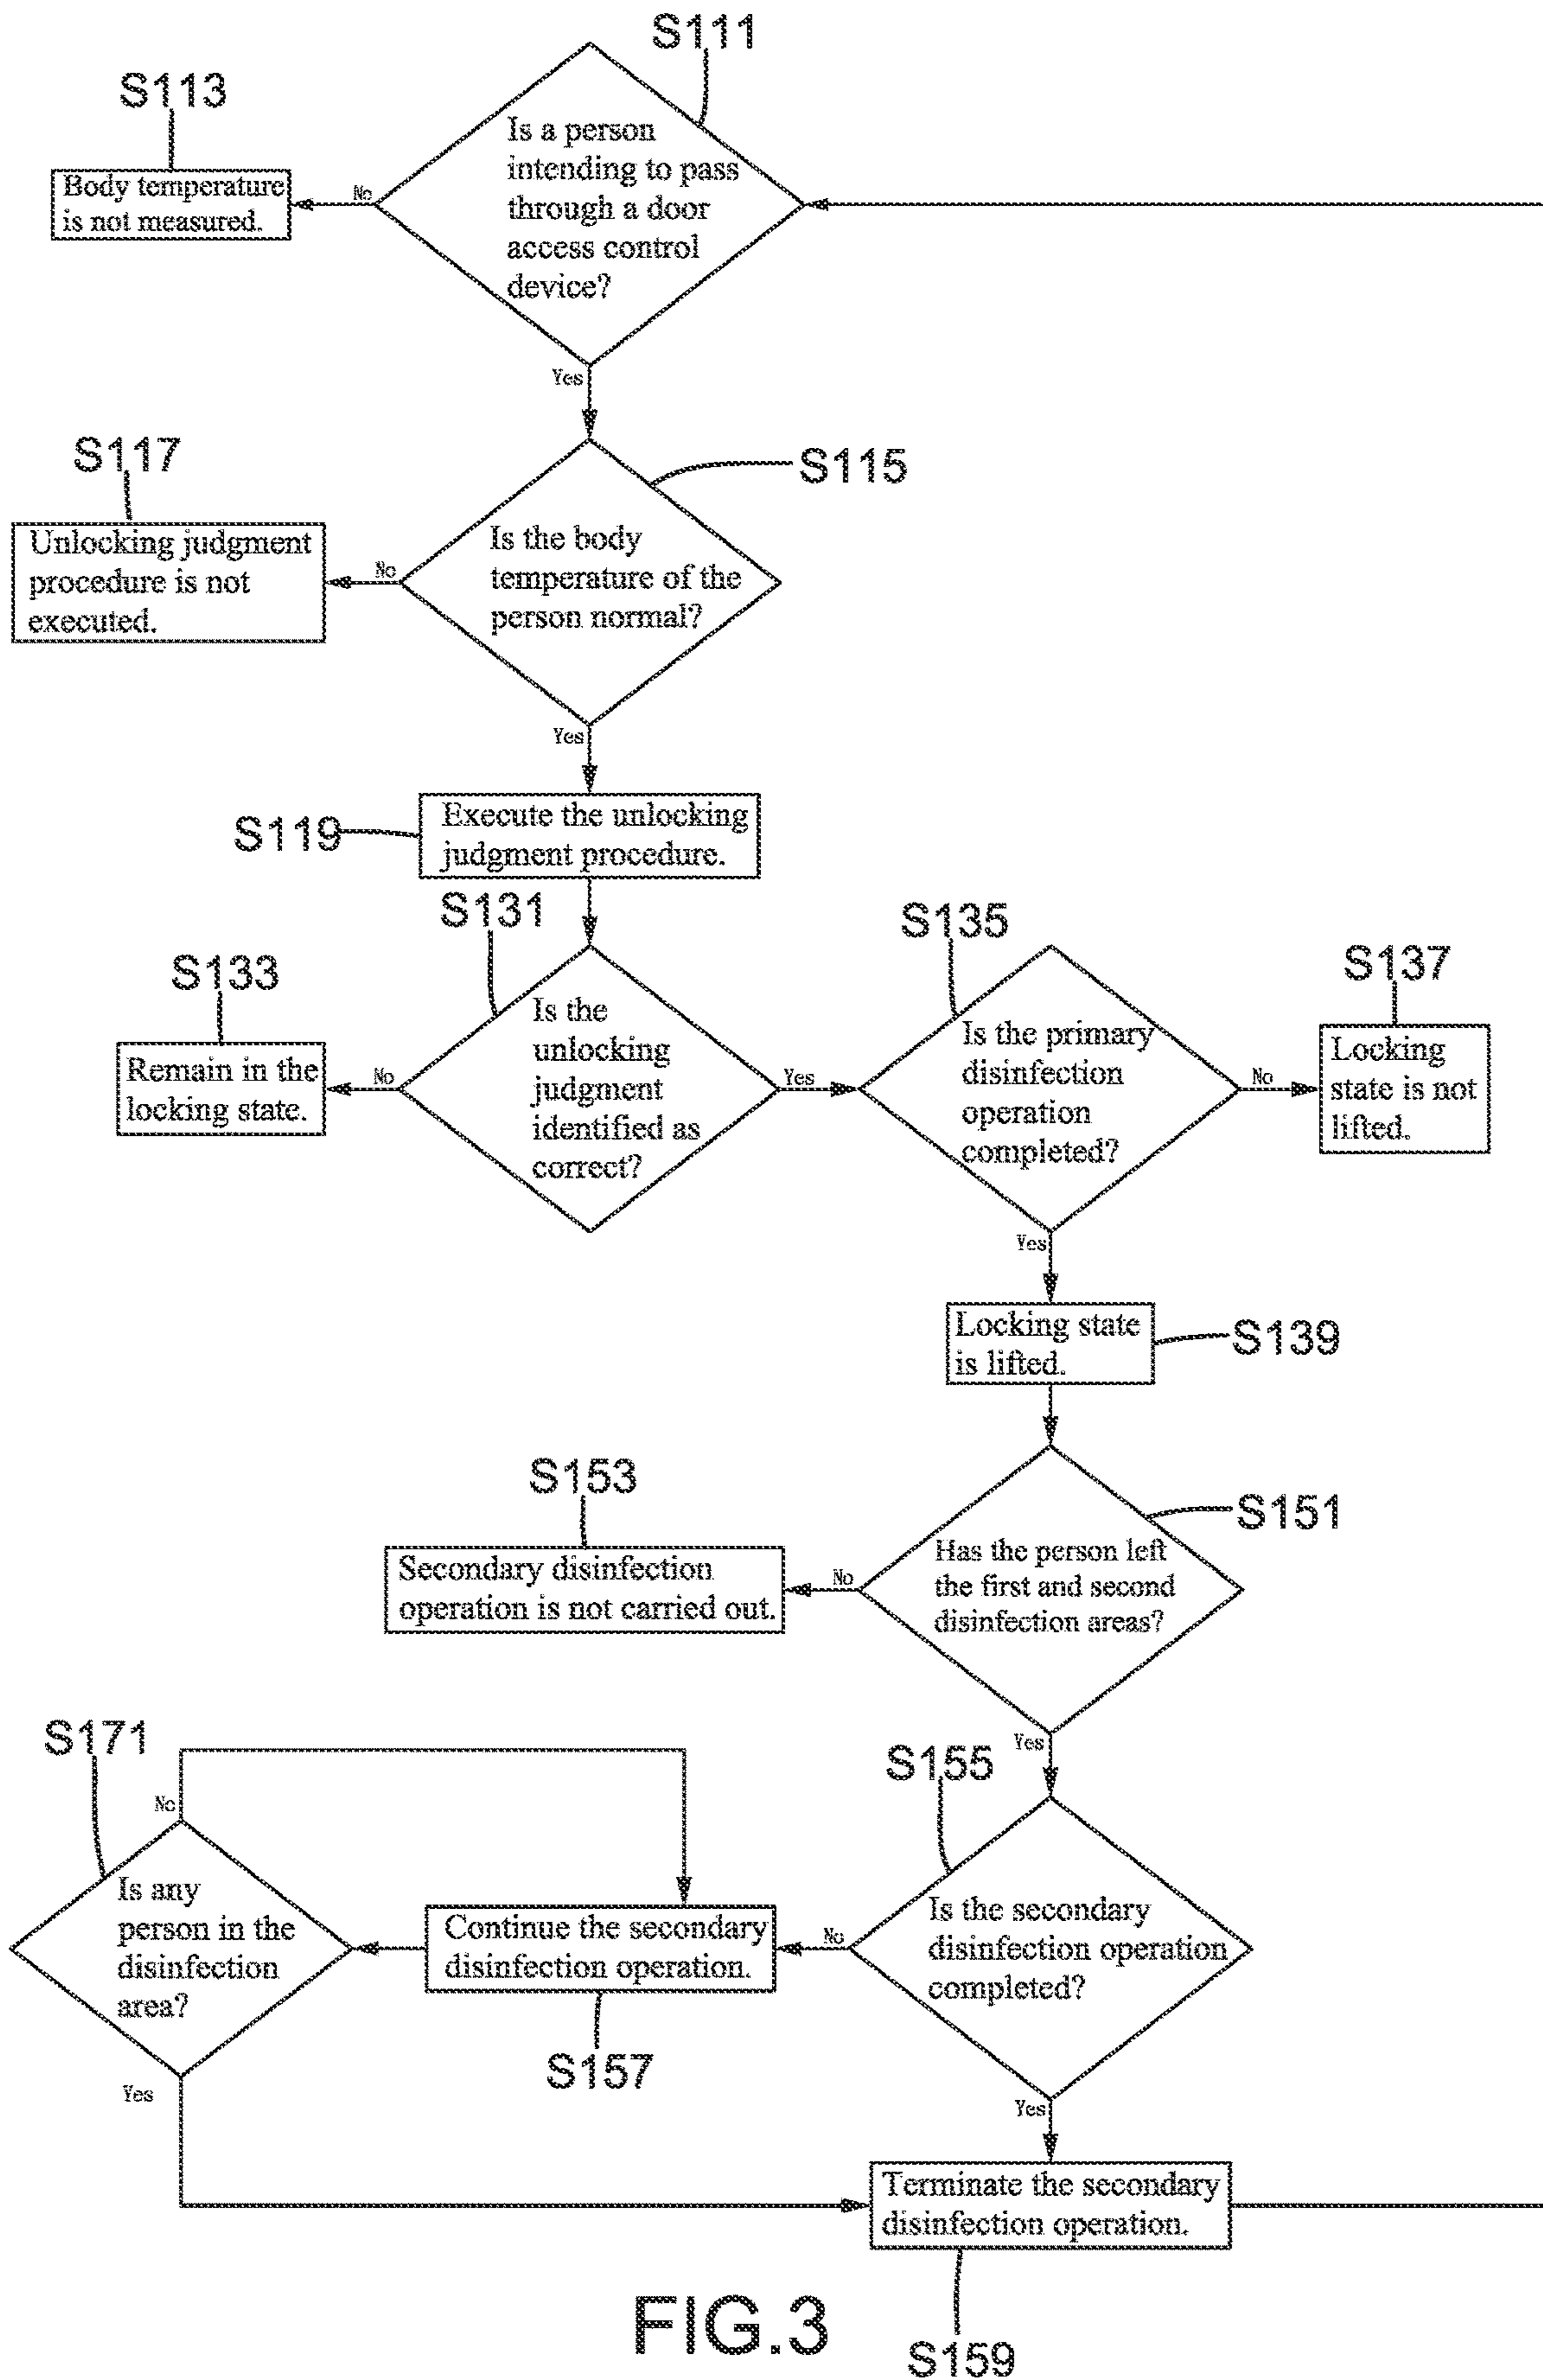 S111
S113
Is a person
intending to pass
through a door
access control
device?
Body temperature
is not measured.
No
Yes
S117
S115
Unlocking judgment
procedure is not
executed.
No
Is the body
temperature of the
person normal?
Yes
S119
Execute the unlocking
judgment procedure.
S131
S135
S133
S137
Remain in the
locking state.
No
Is the
unlocking
judgment
identified as
correct?
Yes
Is the primary
disinfection
operation
completed?
No
Locking
state is not
lifted.
Yes
Locking state
is lifted.
S139
S153
S151
Secondary disinfection
operation is not carried out.
No
Has the person left
the first and second
disinfection areas?
Yes
S171
S155
No
Is any
person in the
disinfection
area?
Continue the secondary
disinfection operation.
No
Is the secondary
disinfection operation
completed?
S157
Yes
Yes
Terminate the secondary
disinfection operation.
FIG.3
S159